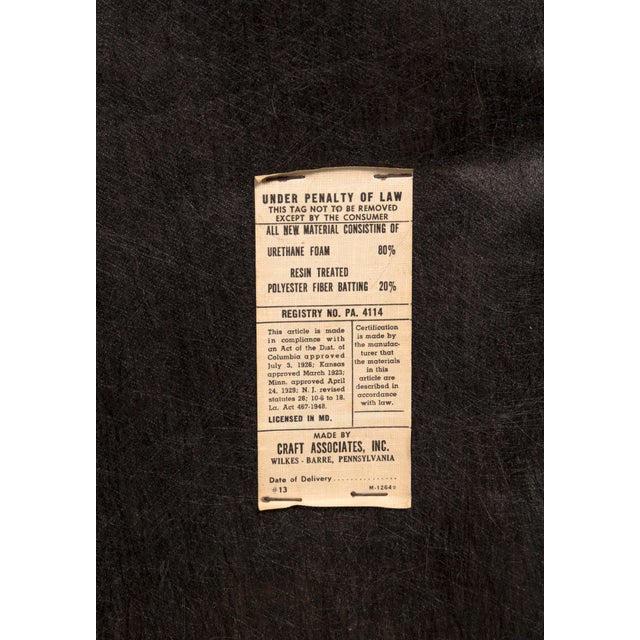 UNDER PENALTY OF LAW
THIS TAG NOT TO BE REMOVED
EXCEPT BY THE CONSUMER
ALL NEW MATERIAL CONSISTING OF
URETHANE FOAM 80%
RESIN TREATED
POLYESTER FIBER BATTING 20%
REGISTRY NO. PA. 4114
This article is made
in compliance with
an Act of the Dist. of
Columbia approved
July 3, 1926; Kansas
approved March 1923;
Minn. approved April
24, 1929; N. J. revised
statutes 26; 10-6 to 18.
La. Act 467-1948.
LICENSED IN MD.
Certification
is made by
the manufac-
turer that the
materials in
this article
are described
in accordance
with law.
MADE BY
CRAFT ASSOCIATES, INC.
WILKES - BARRE, PENNSYLVANIA
Date of Delivery...............
#13 M-1264